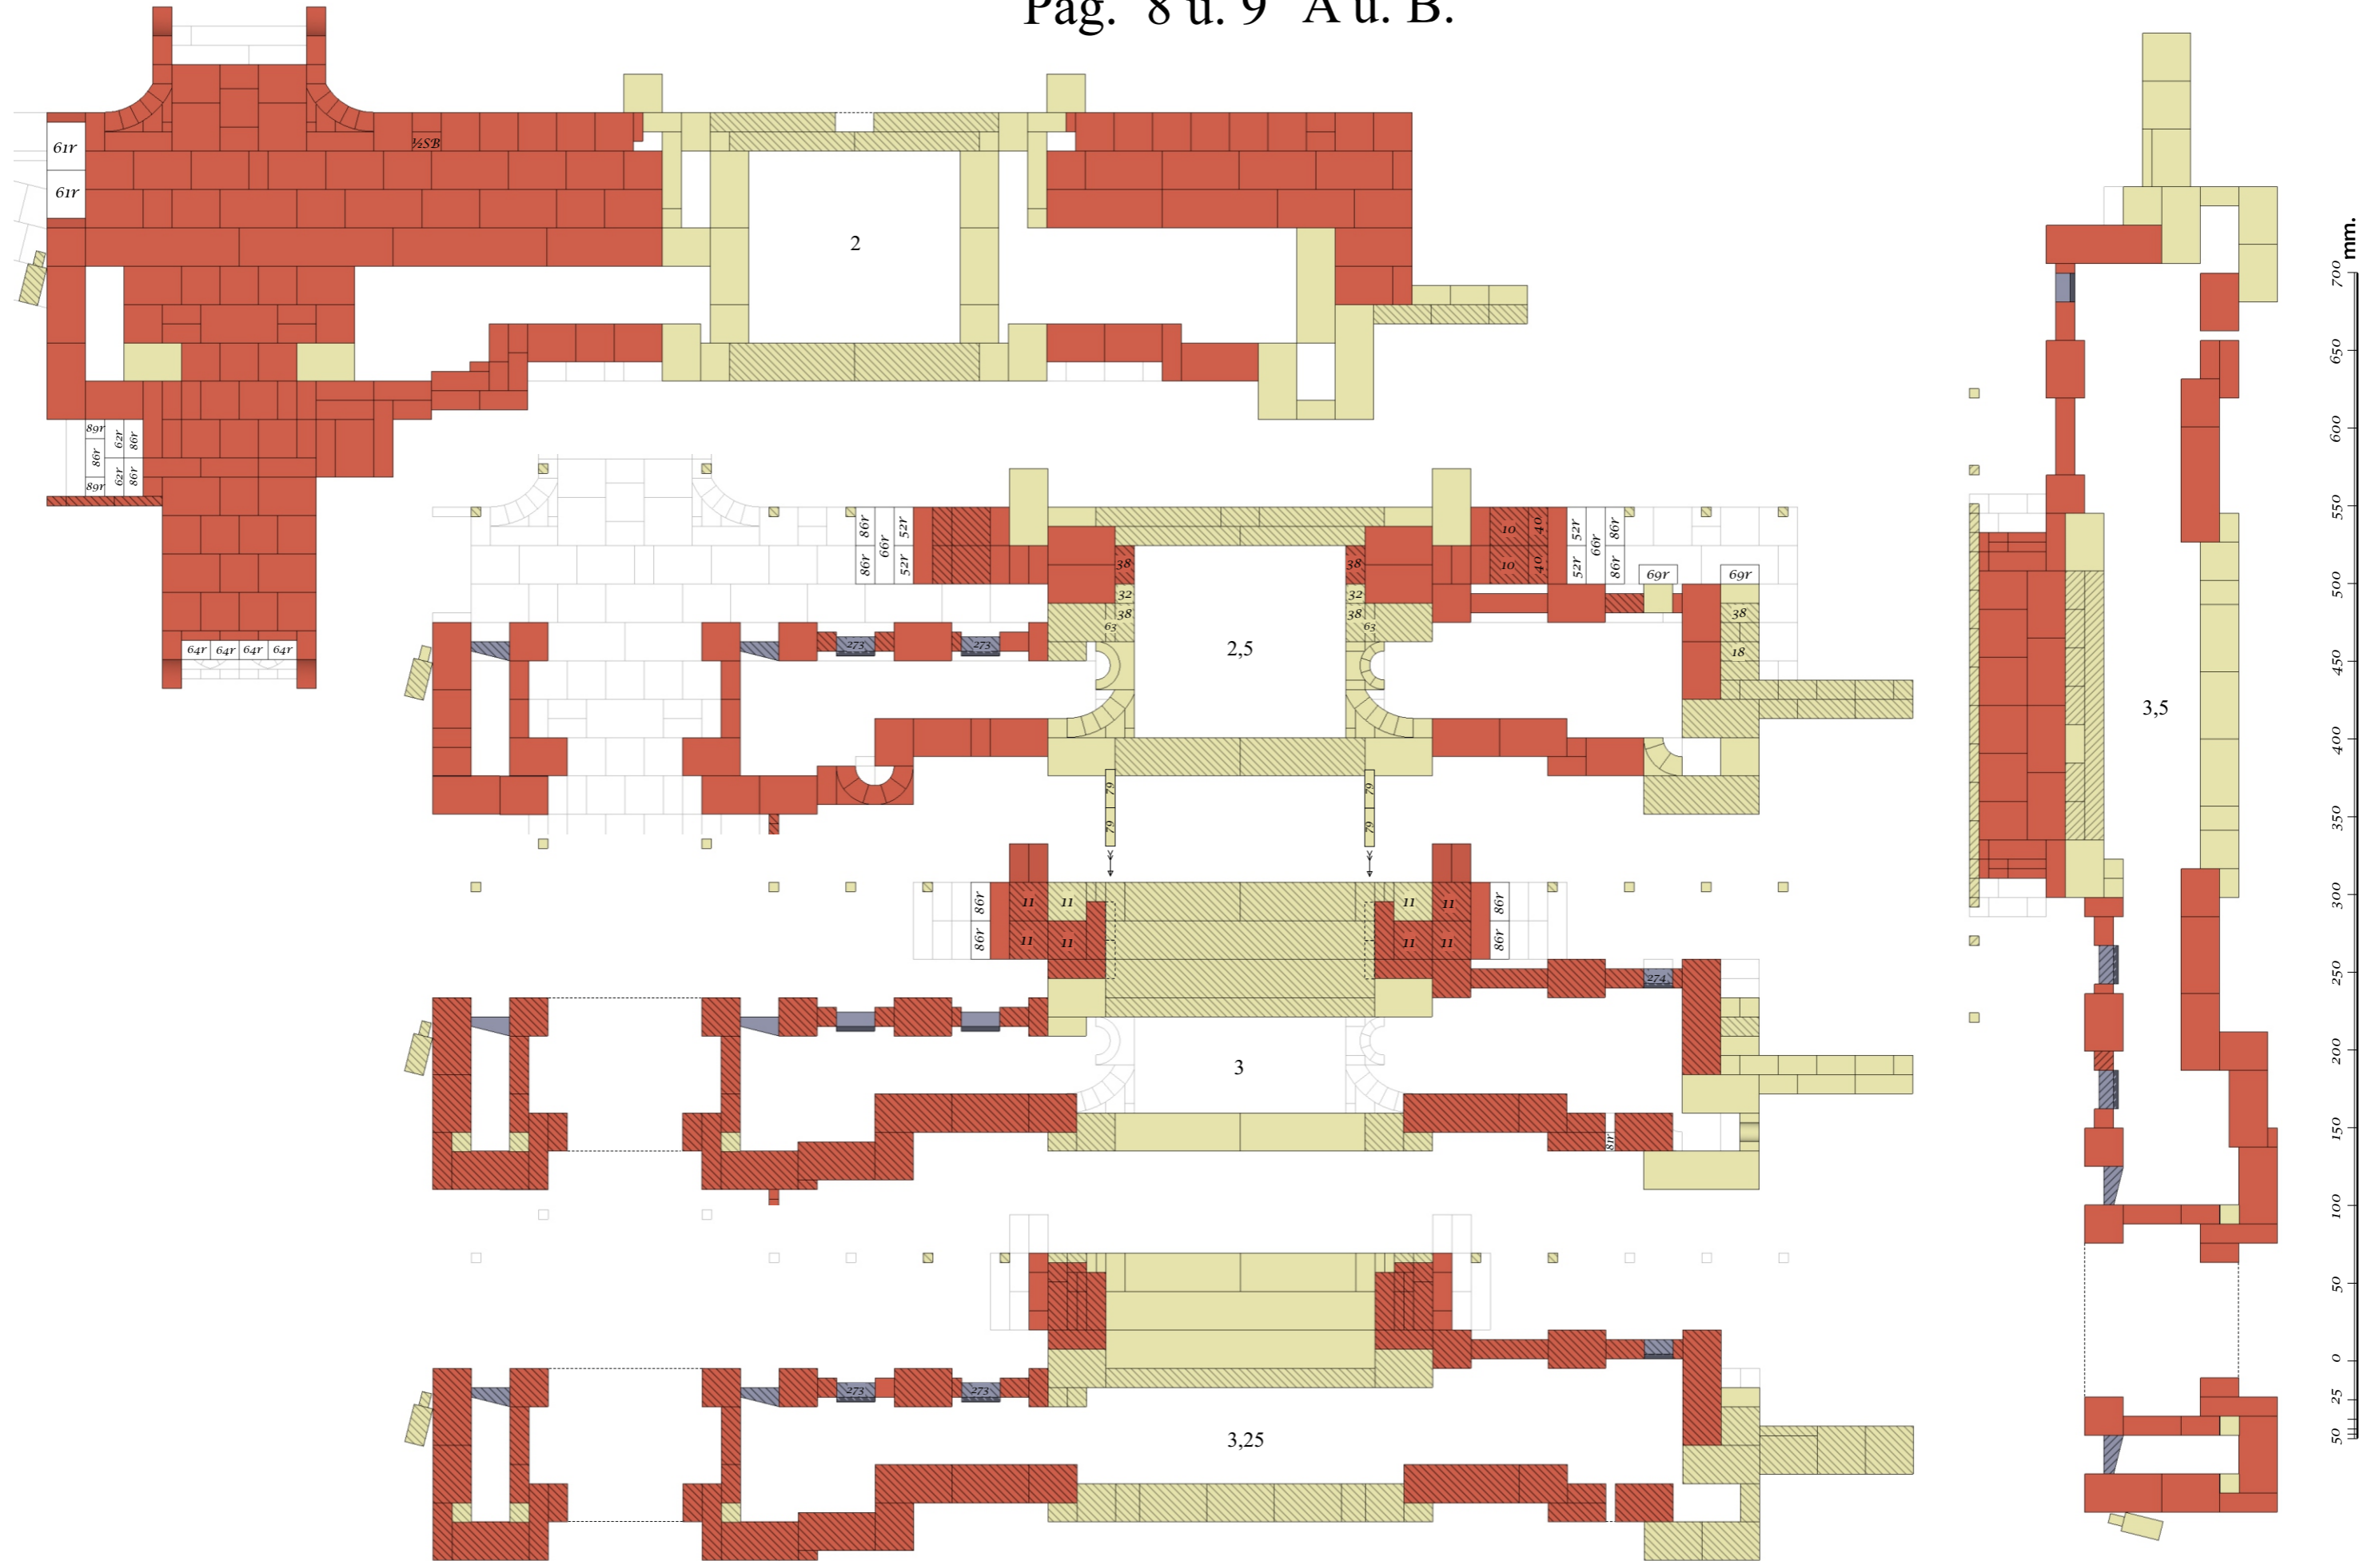 Pag. 8 u. 9 A u. B.
61r
½SB
61r
2
89r 62r 86r
86r
89r 62r 86r
64r 64r 64r 64r
86r 66r 52r
86r 52r
38
32
38
63
2,5
38
32
38
63
10 40 52r 66r 86r
10 40 52r 86r
69r 69r
38
18
273 273
79 79
79 79
86r 11 11
86r 11 11
11 11 86r
11 11 86r
274
3
81r
273 273
3,25
3,5
mm.
700
650
600
550
500
450
400
350
300
250
200
150
100
50
0
25
50